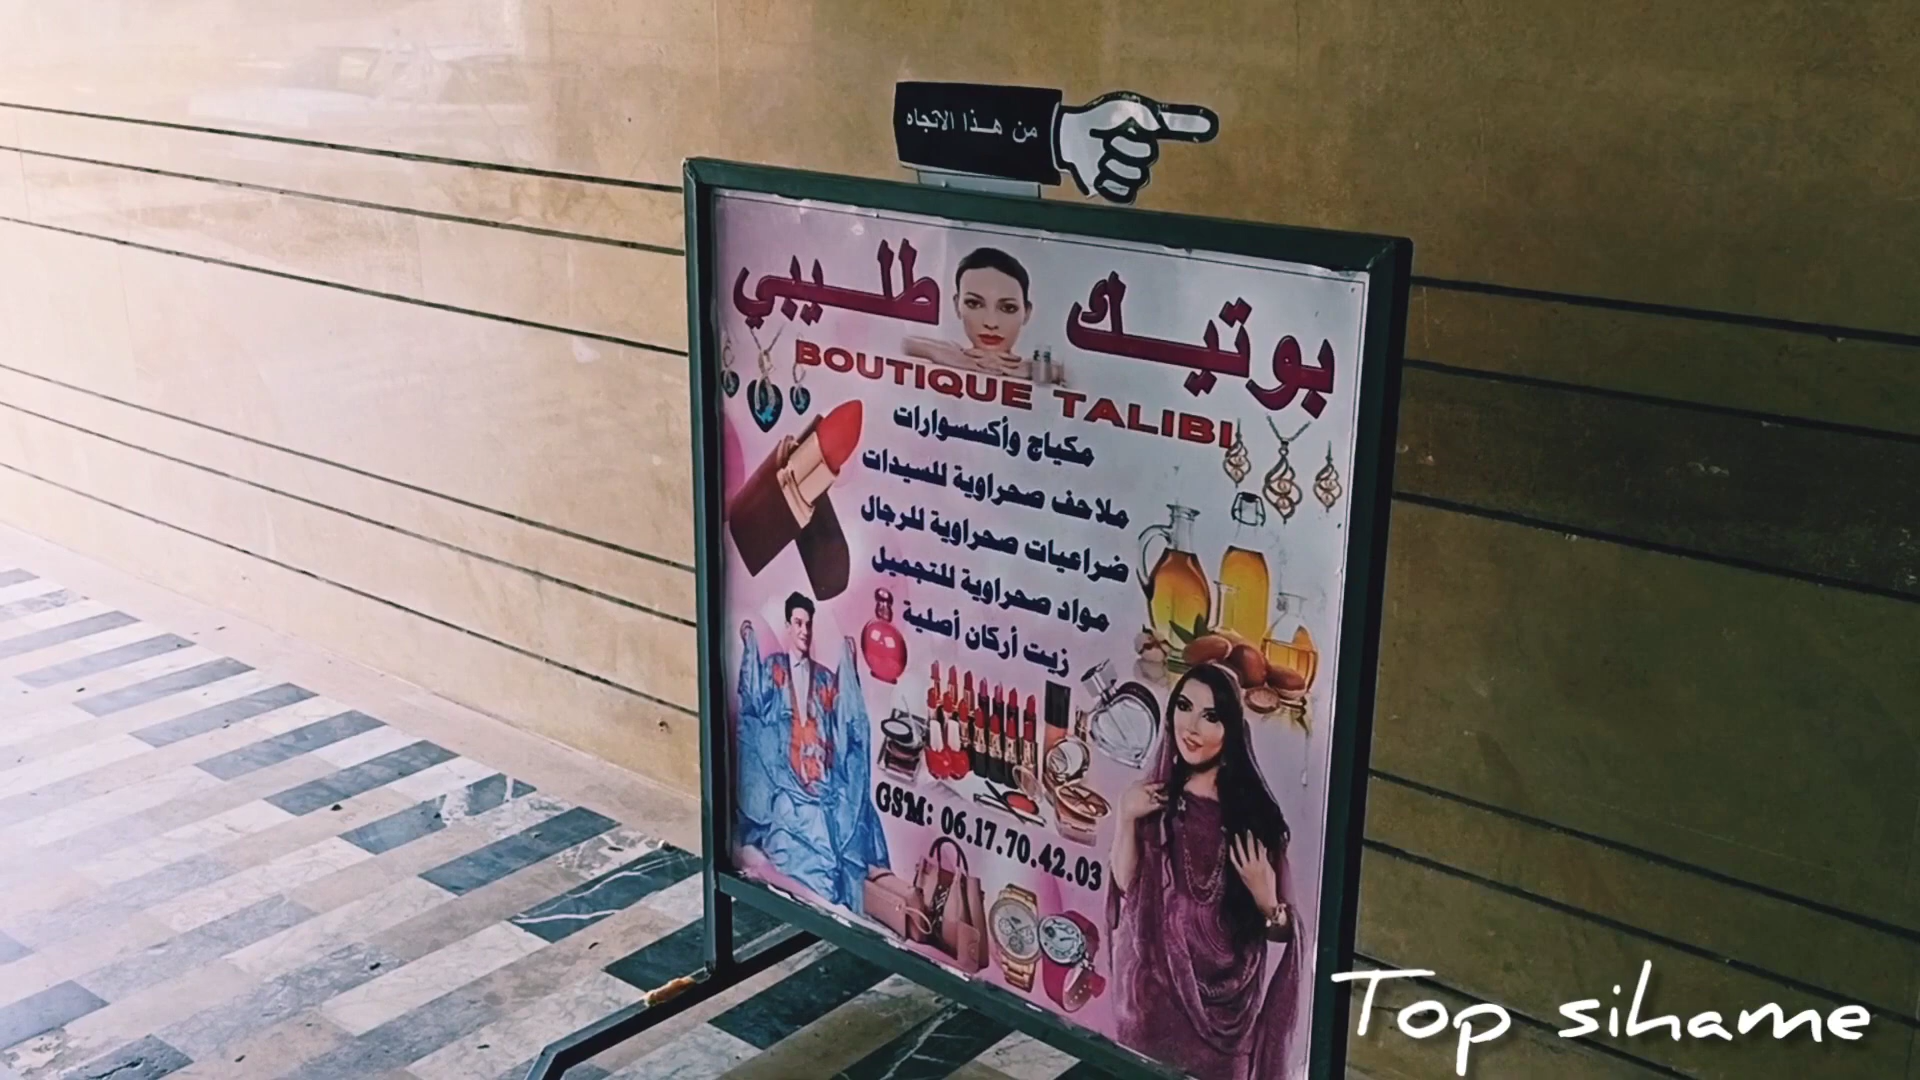 من هذا الاتجاه
بوتيك طليبي
BOUTIQUE TALIBI
مكياج وأكسسوارات
ملاحف صحراوية للسيدات
ضراعيات صحراوية للرجال
مواد صحراوية للتجميل
زيت أركان أصلية
GSM: 06.17.70.42.03
Top sihame